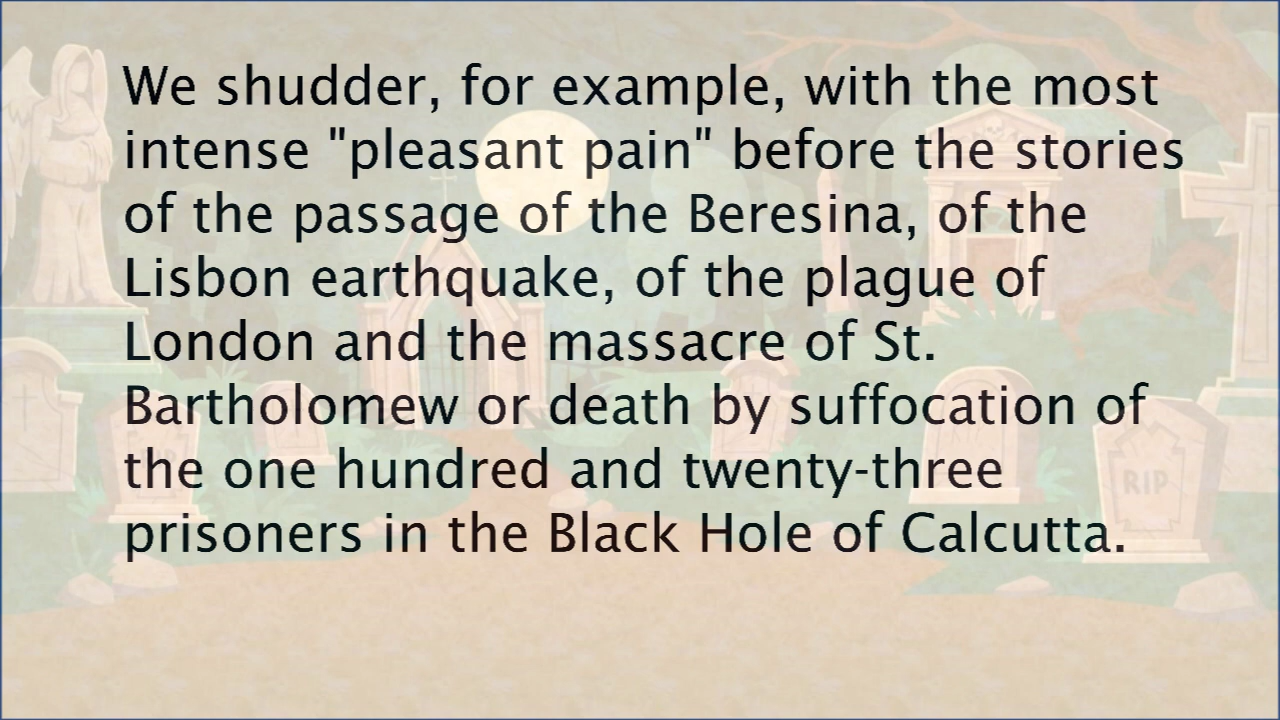 We shudder, for example, with the most
intense "pleasant pain" before the stories
of the passage of the Beresina, of the
Lisbon earthquake, of the plague of
London and the massacre of St.
Bartholomew or death by suffocation of
the one hundred and twenty-three
prisoners in the Black Hole of Calcutta.
RIP